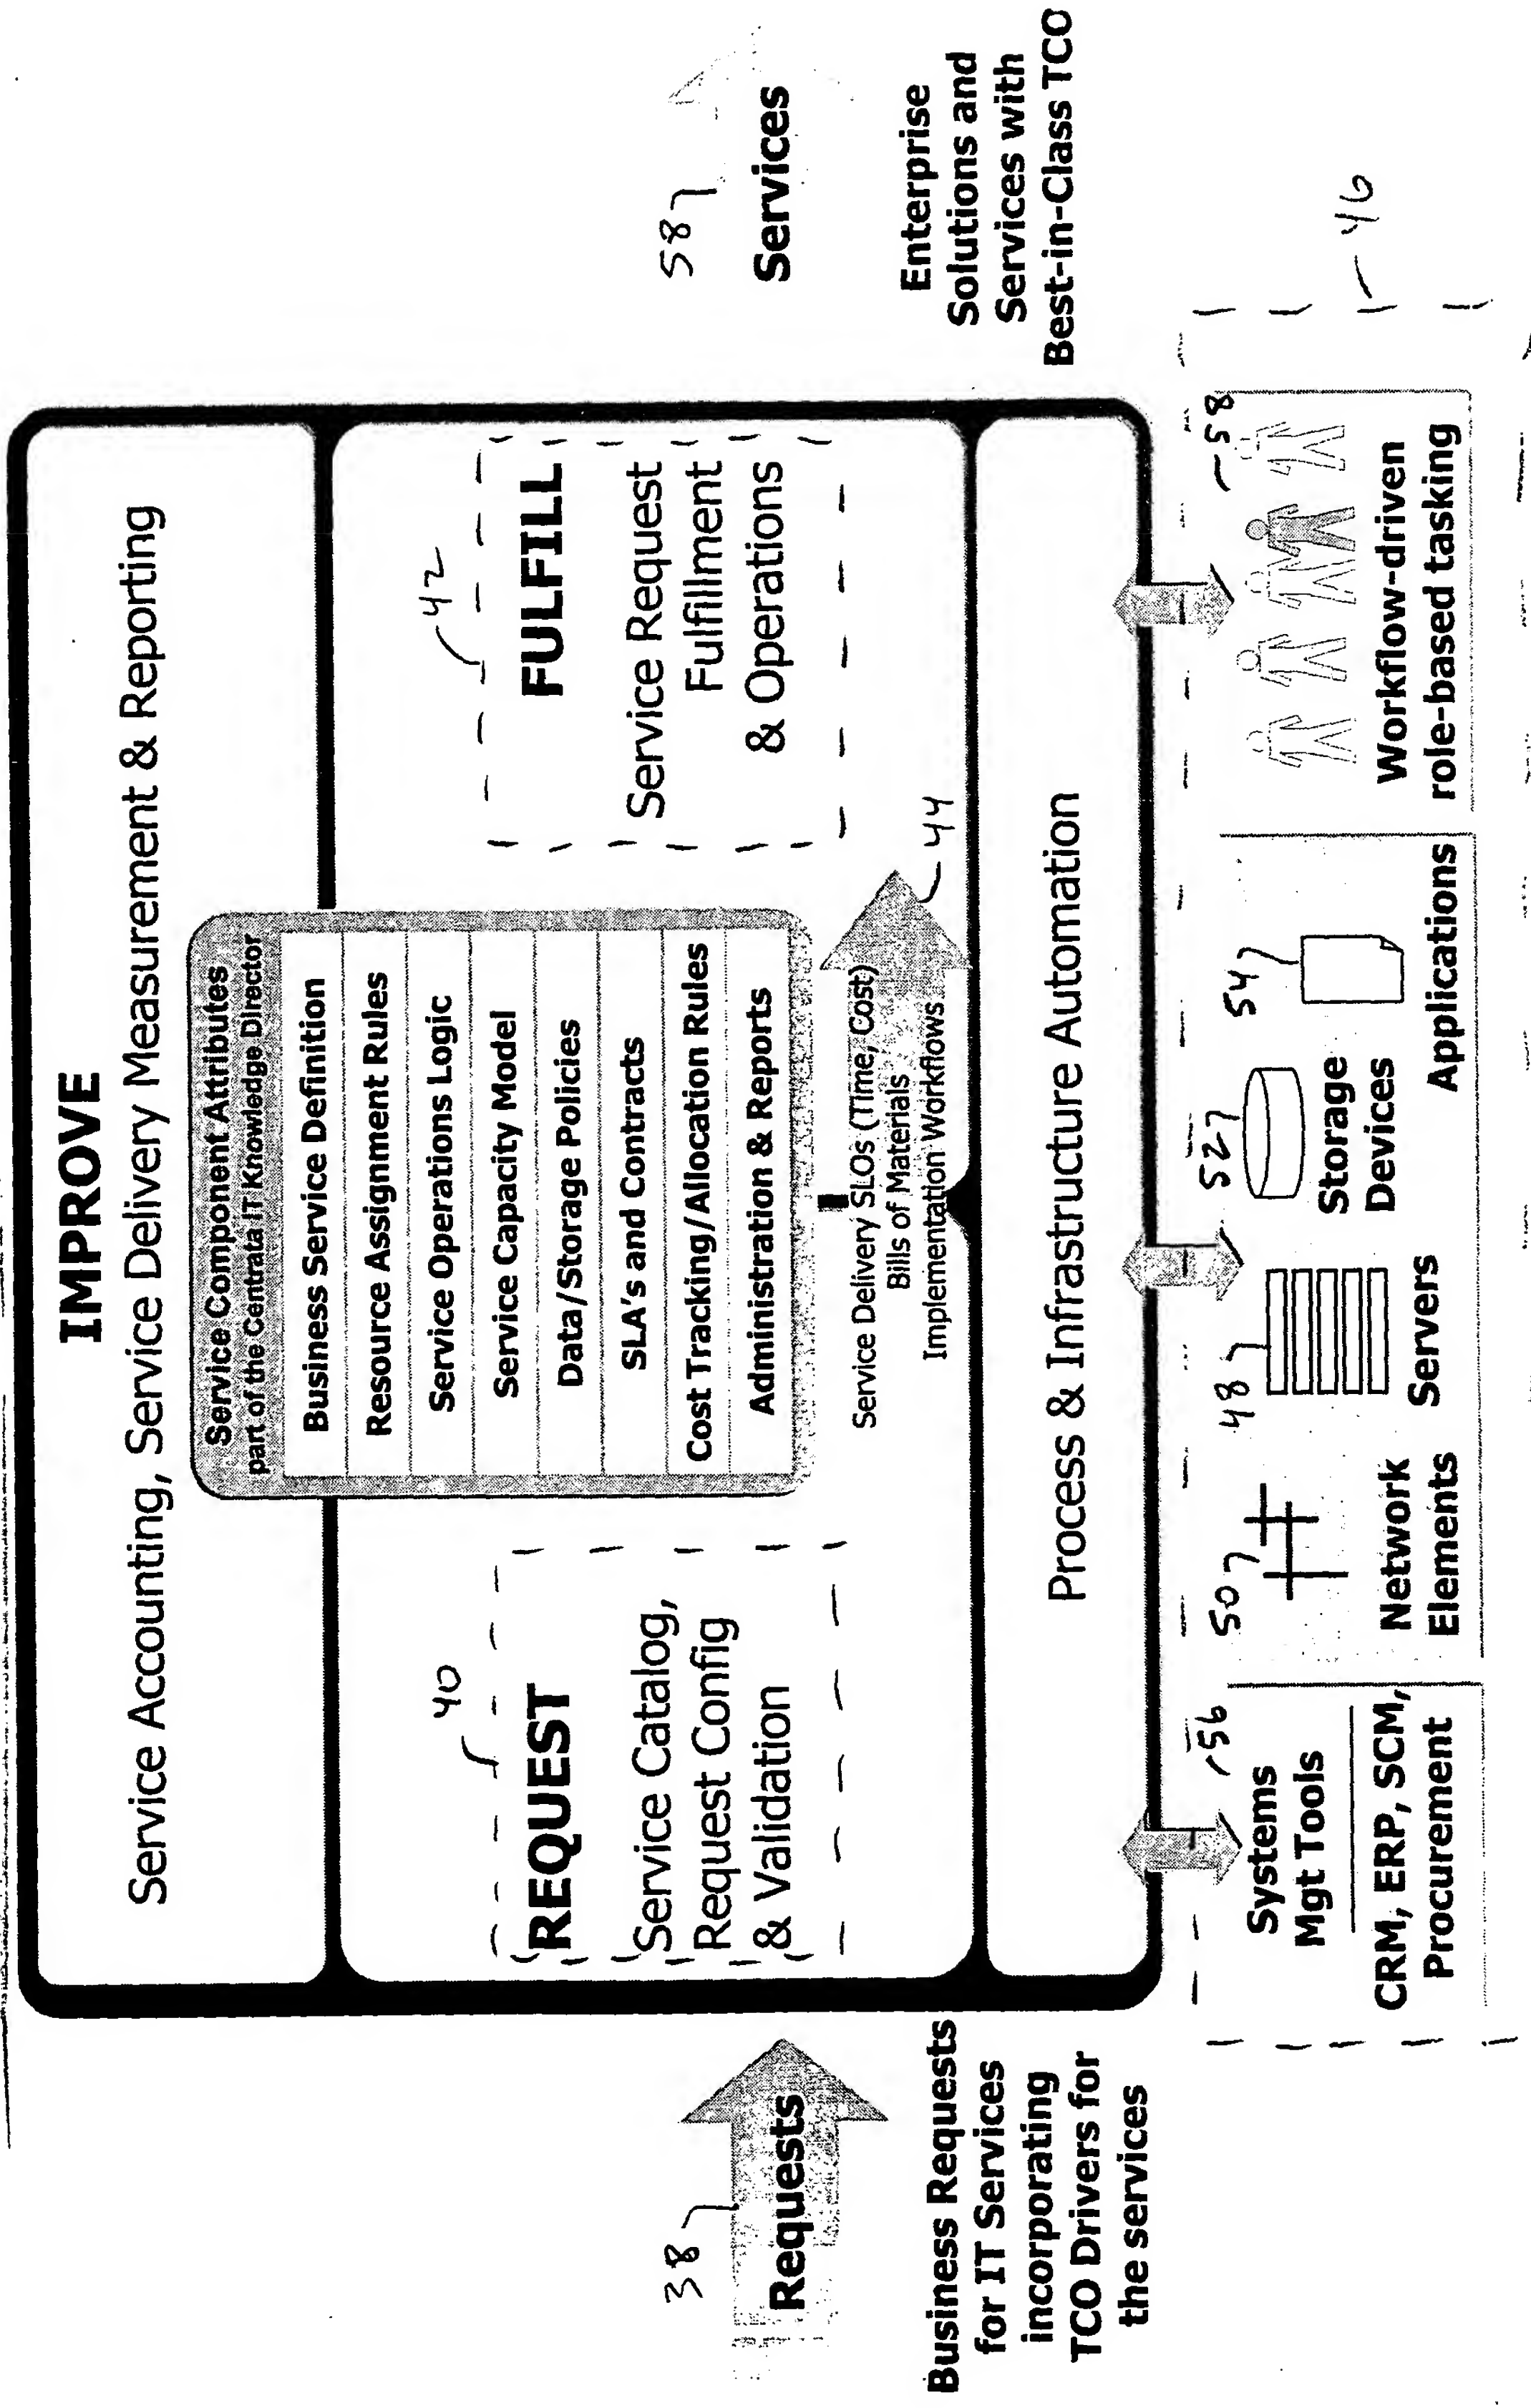 IMPROVE
Service Accounting, Service Delivery Measurement & Reporting
Service Component Attributes
part of the Centrata IT Knowledge Director
Business Service Definition
Resource Assignment Rules
Service Operations Logic
Service Capacity Model
Data/Storage Policies
SLA's and Contracts
Cost Tracking/Allocation Rules
Administration & Reports
38
Requests
Business Requests
for IT Services
incorporating
TCO Drivers for
the services
40
REQUEST
Service Catalog,
Request Config
& Validation
Service Delivery SLOs (Time, Cost)
Bills of Materials
Implementation Workflows
44
42
FULFILL
Service Request
Fulfillment
& Operations
58
Services
Enterprise
Solutions and
Services with
Best-in-Class TCO
Process & Infrastructure Automation
56
Systems
Mgt Tools
CRM, ERP, SCM,
Procurement
50
Network
Elements
48
Servers
52
Storage
Devices
54
Applications
58
Workflow-driven
role-based tasking
46